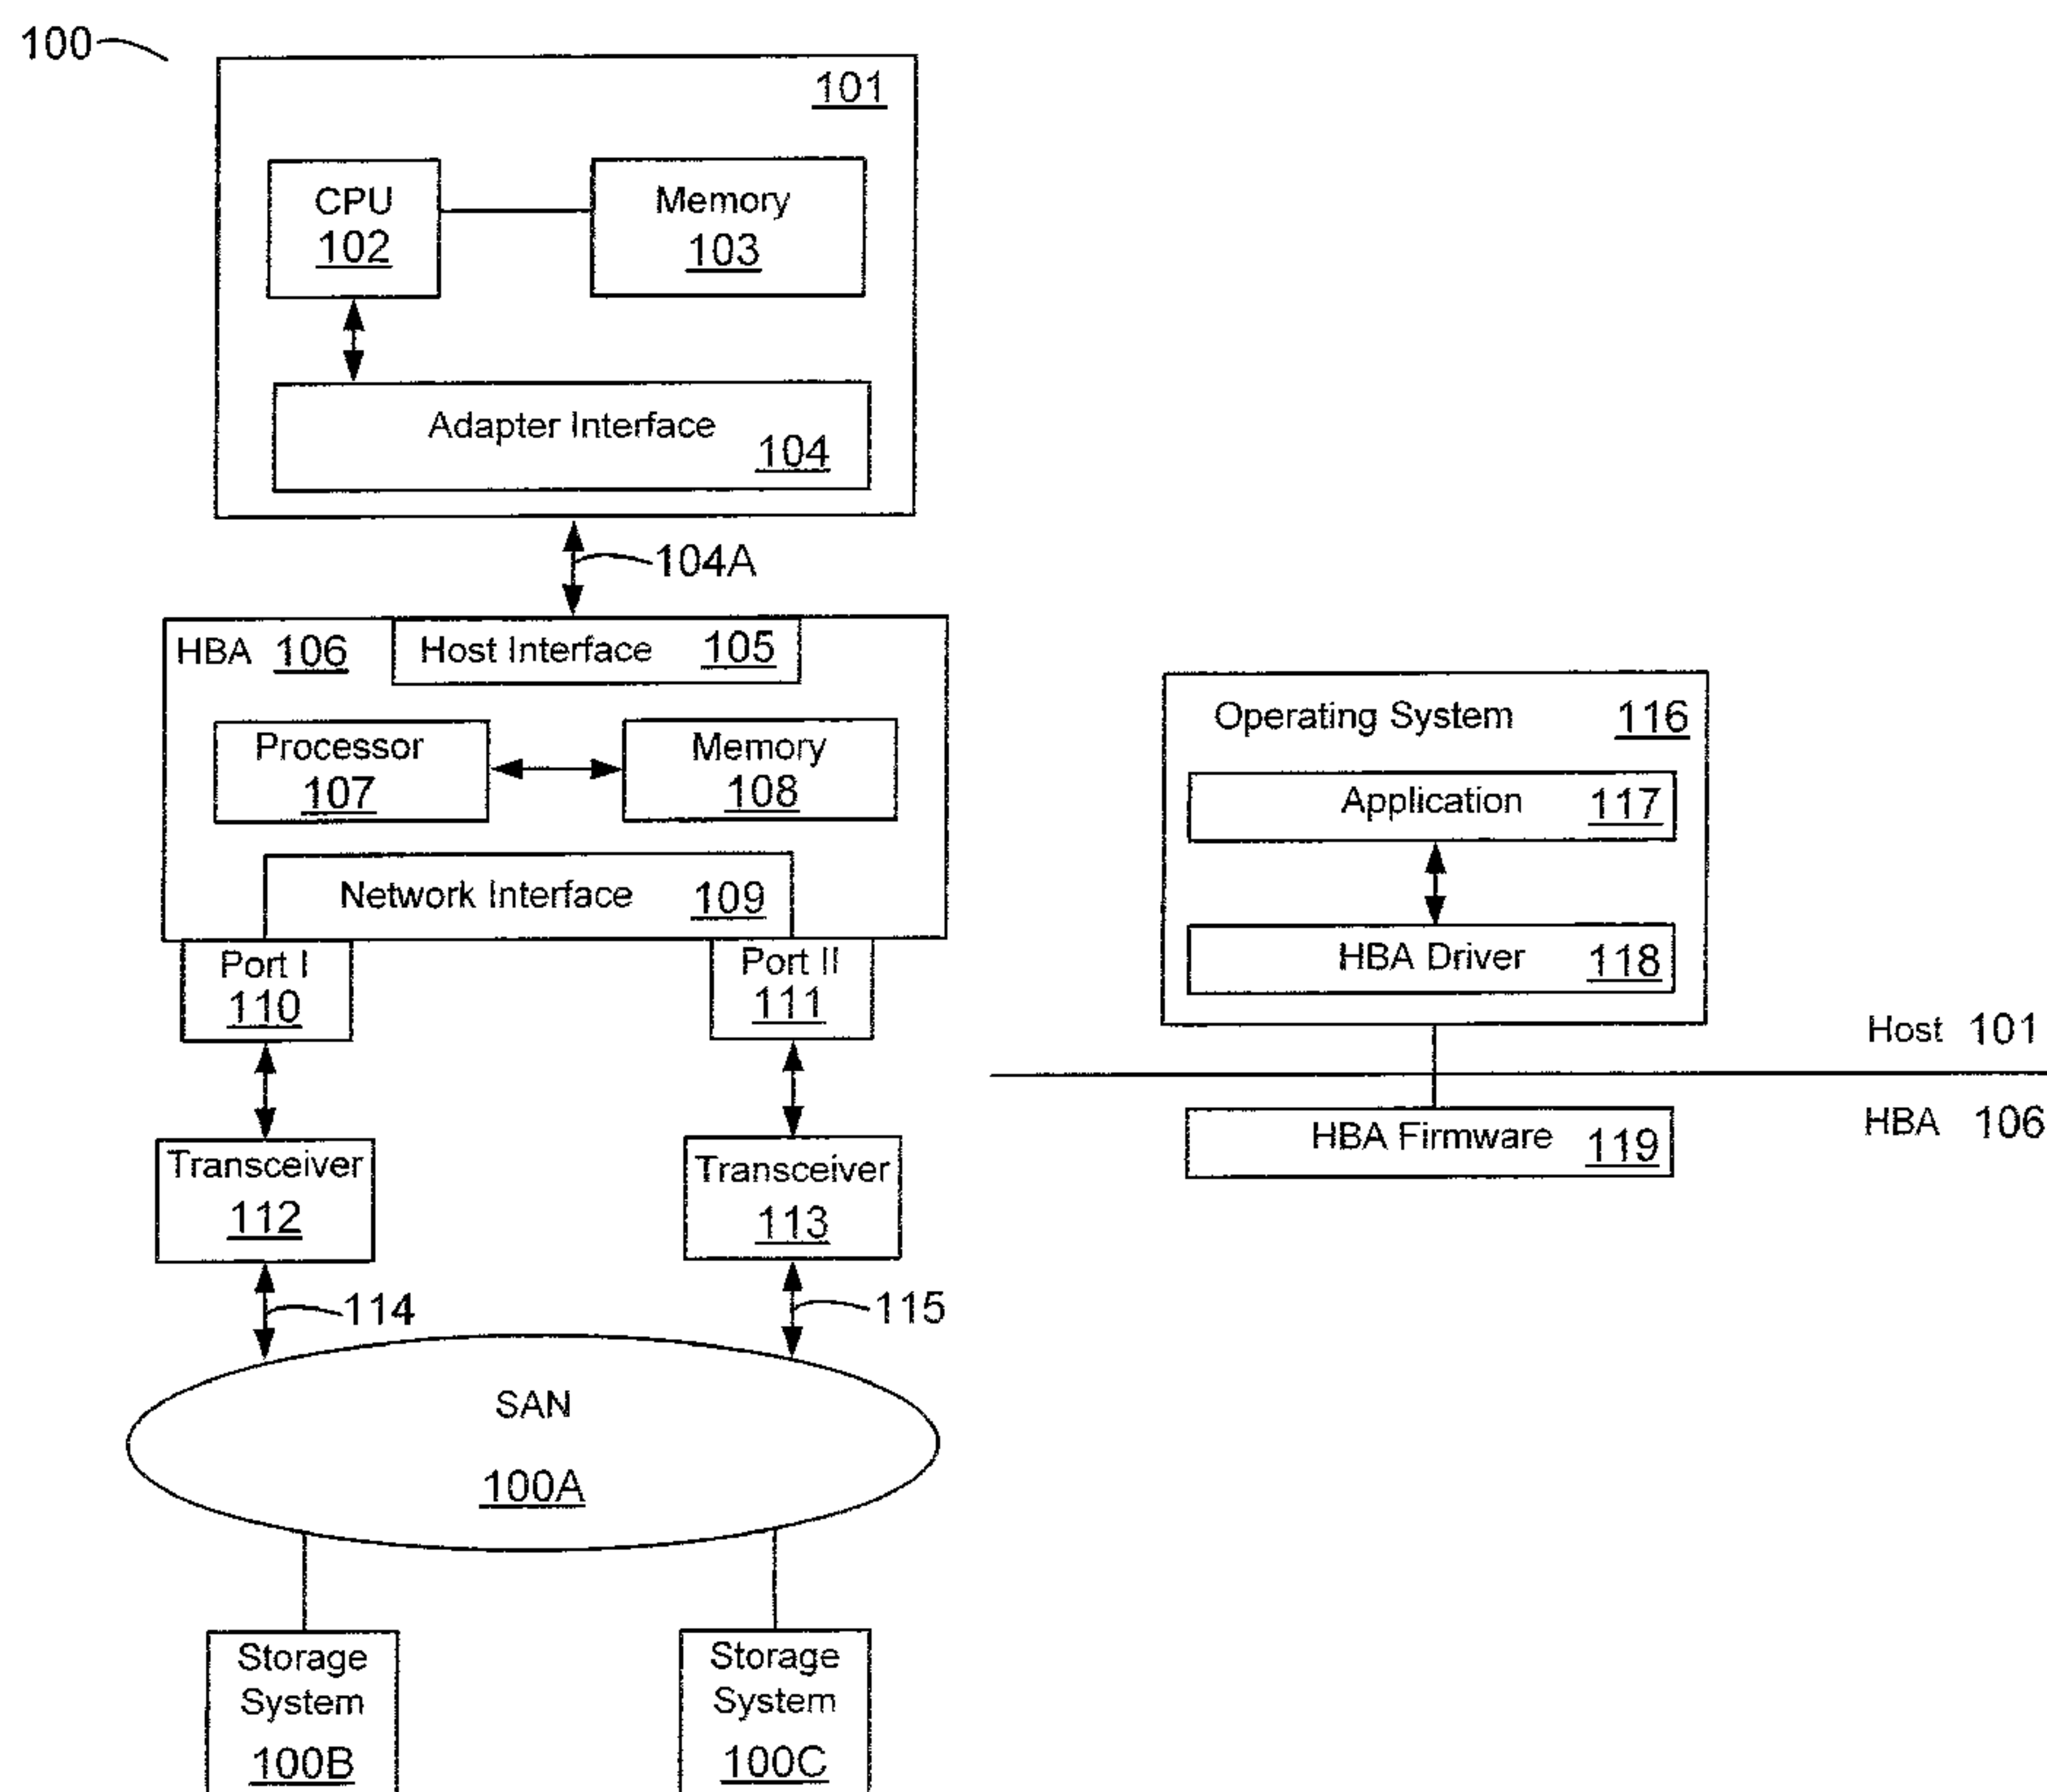 100
101
CPU
102
Memory
103
Adapter Interface
104
104A
HBA 106
Host Interface 105
Processor
107
Memory
108
Network Interface 109
Port I
110
Port II
111
Transceiver
112
Transceiver
113
114
115
SAN
100A
Storage
System
100B
Storage
System
100C
Operating System 116
Application 117
HBA Driver 118
Host 101
HBA 106
HBA Firmware 119